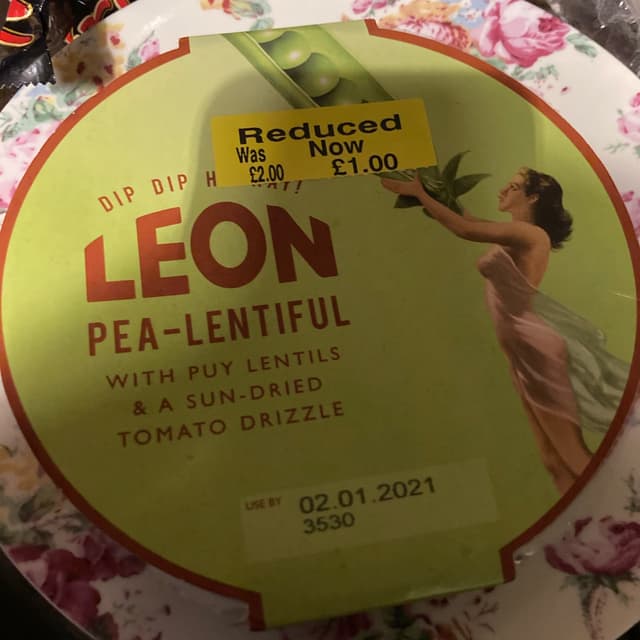 Reduced
Was Now
£2.00 £1.00
DIP DIP
LEON
PEA-LENTIFUL
WITH PUY LENTILS
& A SUN-DRIED
TOMATO DRIZZLE
USE BY 02.01.2021
3530